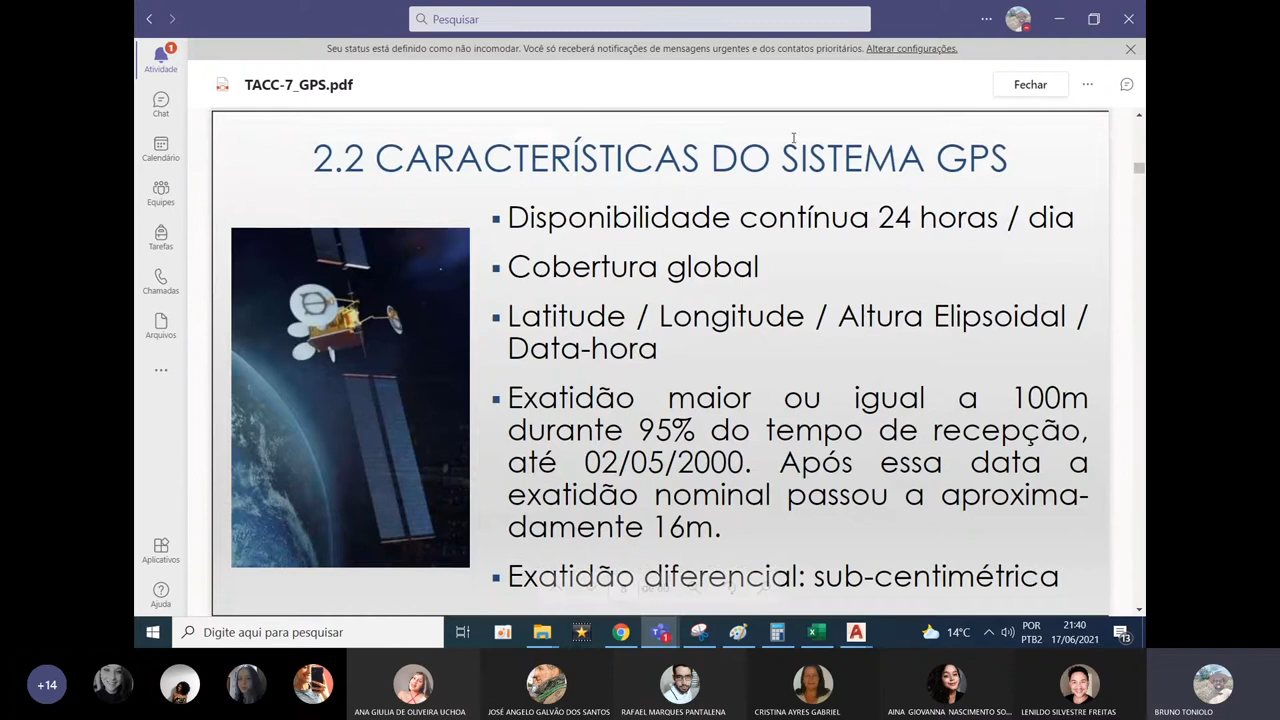 Pesquisar
Seu status está definido como não incomodar. Você só receberá notificações de mensagens urgentes e dos contatos prioritários. Alterar configurações.
1
Atividade
Chat
Calendário
Equipes
Tarefas
Chamadas
Arquivos
Aplicativos
Ajuda
TACC-7_GPS.pdf
Fechar
2.2 CARACTERÍSTICAS DO SISTEMA GPS
▪ Disponibilidade contínua 24 horas / dia
▪ Cobertura global
▪ Latitude / Longitude / Altura Elipsoidal /
Data-hora
▪ Exatidão maior ou igual a 100m
durante 95% do tempo de recepção,
até 02/05/2000. Após essa data a
exatidão nominal passou a aproxima-
damente 16m.
▪ Exatidão diferencial: sub-centimétrica
Digite aqui para pesquisar
1
14°C
POR
PTB2
21:40
17/06/2021
13
+14
ANA GIULIA DE OLIVEIRA UCHOA
JOSÉ ANGELO GALVÃO DOS SANTOS
RAFAEL MARQUES PANTALENA
CRISTINA AYRES GABRIEL
AINA GIOVANNA NASCIMENTO SO...
LENILDO SILVESTRE FREITAS
BRUNO TONIOLO